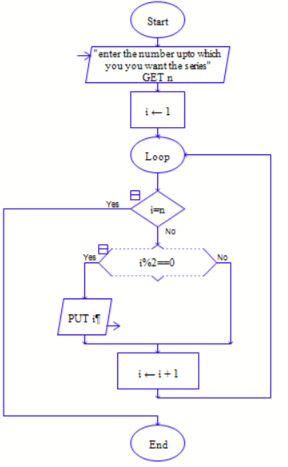 Start
"enter the number upto which
you you want the series"
GET n
i ← 1
Loop
Yes
i=n
No
Yes
i%2==0
No
PUT i¶
i ← i + 1
End